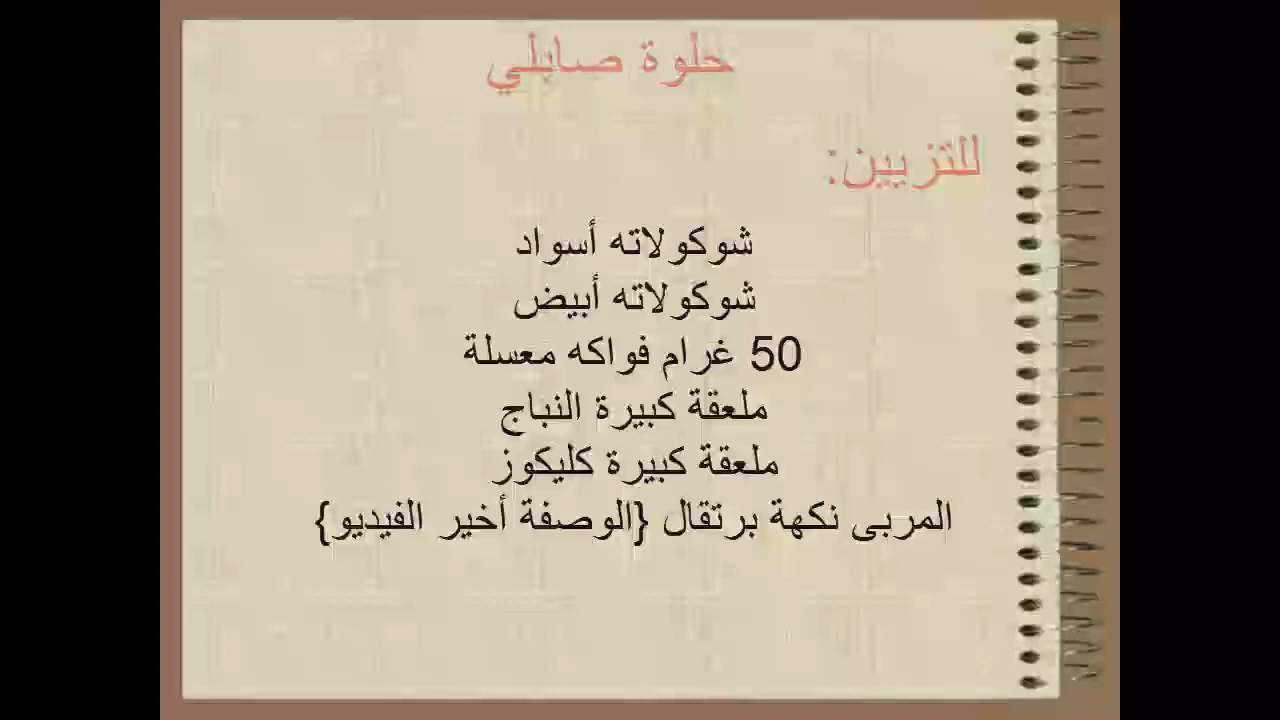 حلوة صابلي
للتزيين:
شوكولاته أسواد
شوكولاته أبيض
50 غرام فواكه معسلة
ملعقة كبيرة النباج
ملعقة كبيرة كليكوز
المربى نكهة برتقال {الوصفة أخير الفيديو}